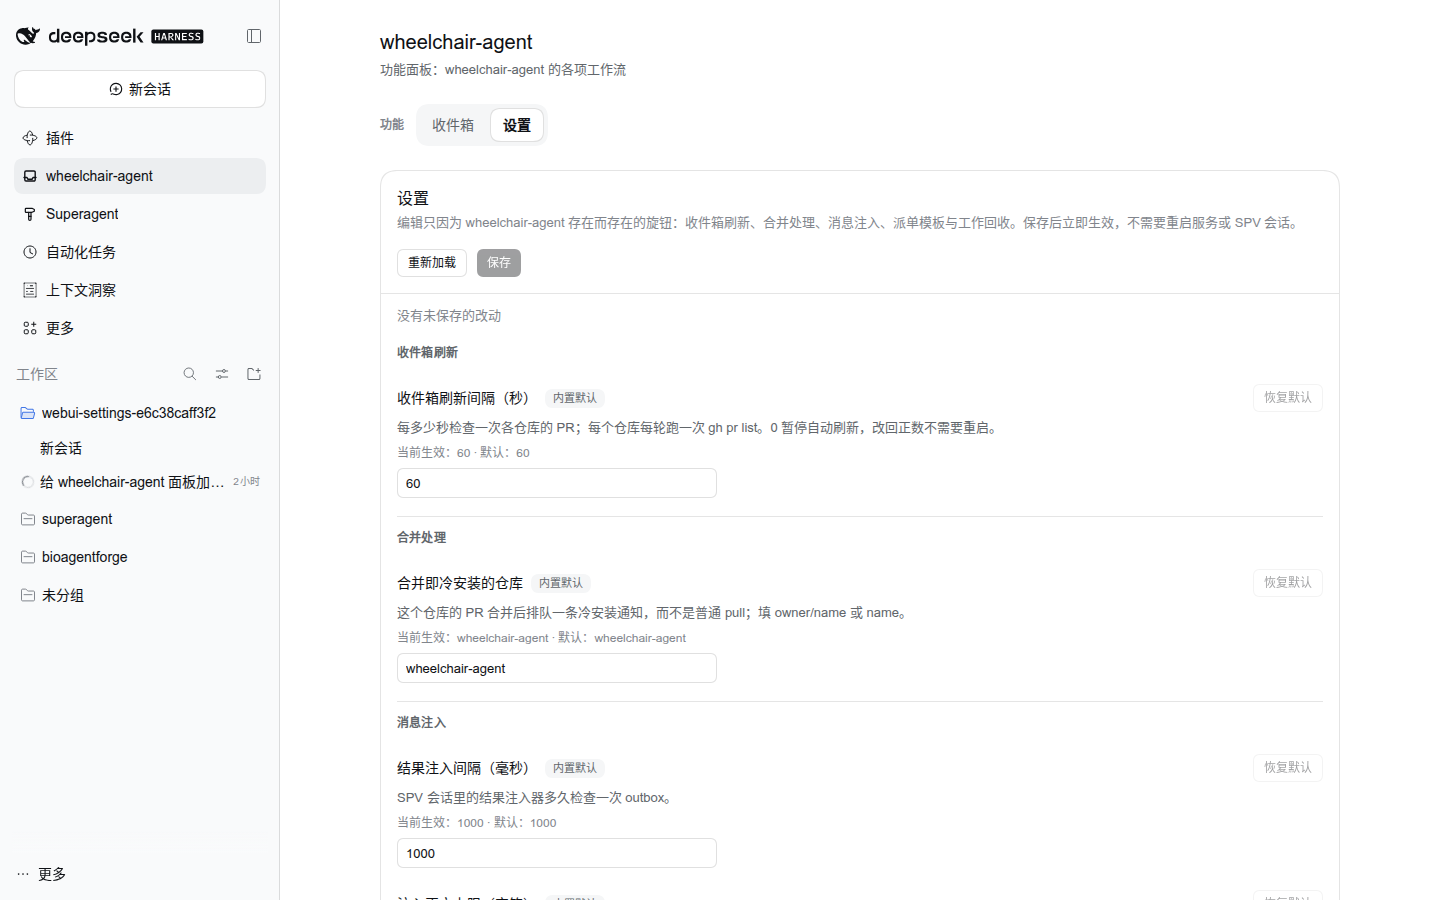 deepseek HARNESS
新会话
插件
wheelchair-agent
Superagent
自动化任务
上下文洞察
更多
工作区
webui-settings-e6c38caff3f2
新会话
给 wheelchair-agent 面板加… 2小时
superagent
bioagentforge
未分组
··· 更多
wheelchair-agent
功能面板：wheelchair-agent 的各项工作流
功能 收件箱 设置
设置
编辑只因为 wheelchair-agent 存在而存在的旋钮：收件箱刷新、合并处理、消息注入、派单模板与工作回收。保存后立即生效，不需要重启服务或 SPV 会话。
重新加载 保存
没有未保存的改动
收件箱刷新
收件箱刷新间隔（秒） 内置默认 恢复默认
每多少秒检查一次各仓库的 PR；每个仓库每轮跑一次 gh pr list。0 暂停自动刷新，改回正数不需要重启。
当前生效：60 · 默认：60
60
合并处理
合并即冷安装的仓库 内置默认 恢复默认
这个仓库的 PR 合并后排队一条冷安装通知，而不是普通 pull；填 owner/name 或 name。
当前生效：wheelchair-agent · 默认：wheelchair-agent
wheelchair-agent
消息注入
结果注入间隔（毫秒） 内置默认 恢复默认
SPV 会话里的结果注入器多久检查一次 outbox。
当前生效：1000 · 默认：1000
1000